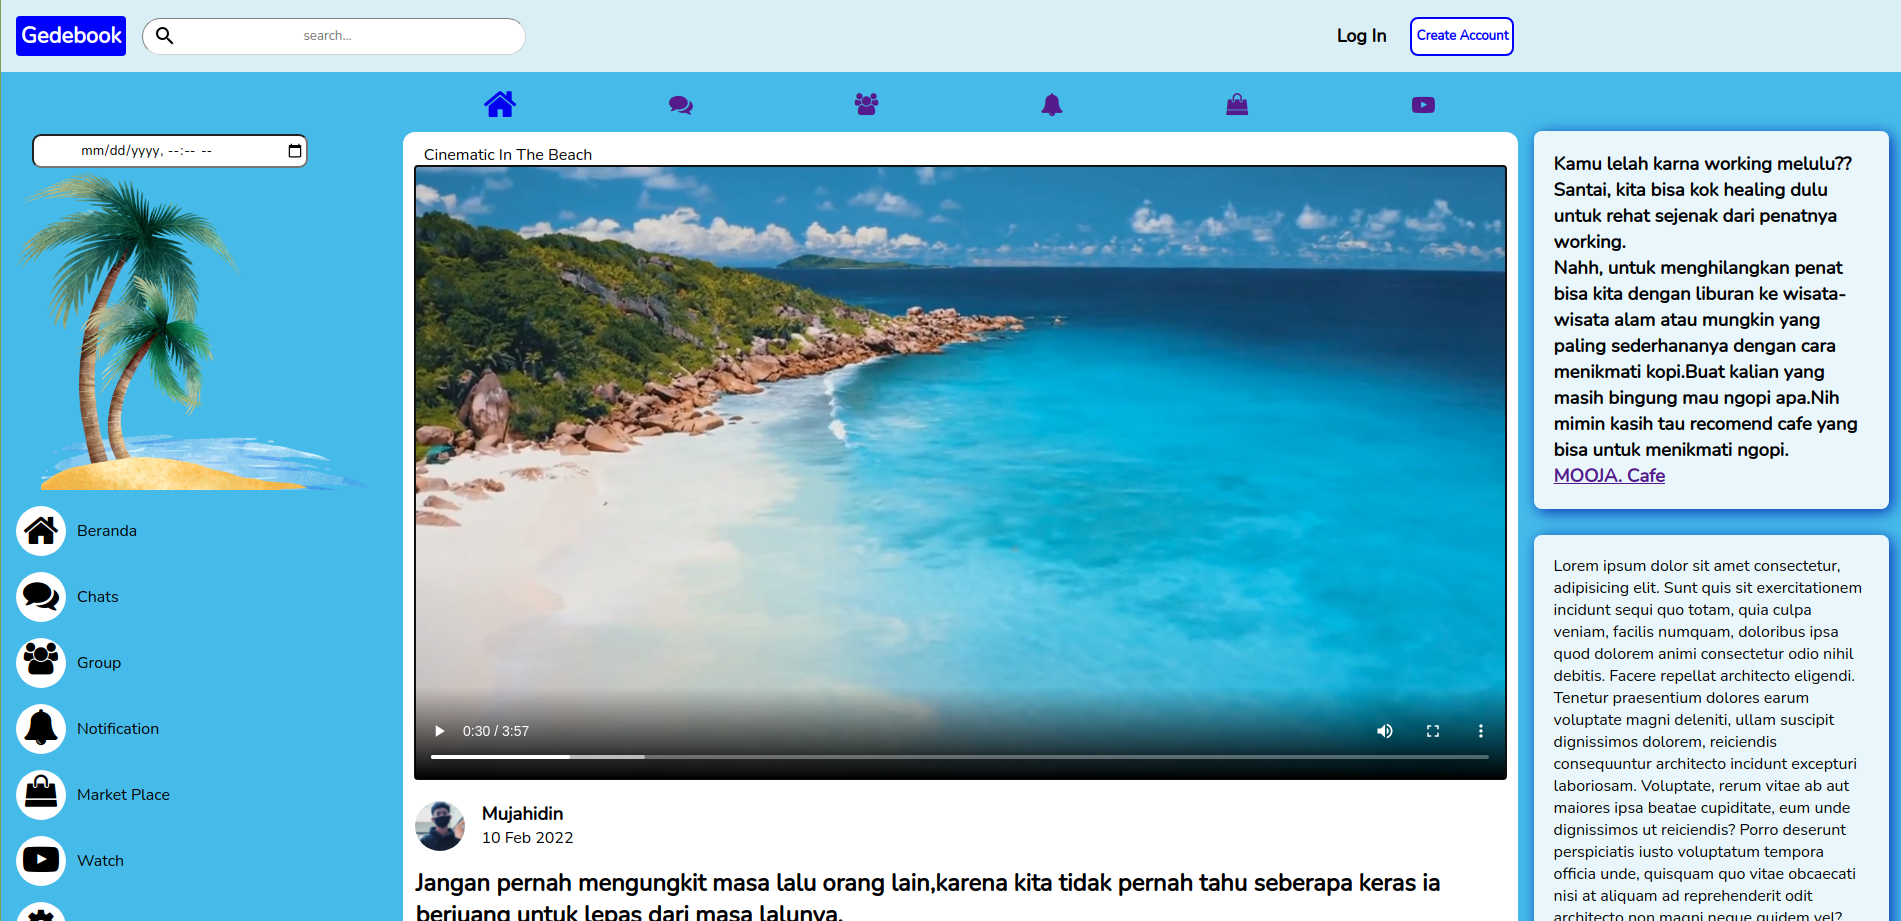 Gedebook
search...
Log In
Create Account
mm/dd/yyyy, --:-- --
Beranda
Chats
Group
Notification
Market Place
Watch
Cinematic In The Beach
0:30 / 3:57
Mujahidin
10 Feb 2022
Jangan pernah mengungkit masa lalu orang lain,karena kita tidak pernah tahu seberapa keras ia
berjuang untuk lepas dari masa lalunya.
Kamu lelah karna working melulu??
Santai, kita bisa kok healing dulu
untuk rehat sejenak dari penatnya
working.
Nahh, untuk menghilangkan penat
bisa kita dengan liburan ke wisata-
wisata alam atau mungkin yang
paling sederhananya dengan cara
menikmati kopi.Buat kalian yang
masih bingung mau ngopi apa.Nih
mimin kasih tau recomend cafe yang
bisa untuk menikmati ngopi.
MOOJA. Cafe
Lorem ipsum dolor sit amet consectetur,
adipisicing elit. Sunt quis sit exercitationem
incidunt sequi quo totam, quia culpa
veniam, facilis numquam, doloribus ipsa
quod dolorem animi consectetur odio nihil
debitis. Facere repellat architecto eligendi.
Tenetur praesentium dolores earum
voluptate magni deleniti, ullam suscipit
dignissimos dolorem, reiciendis
consequuntur architecto incidunt excepturi
laboriosam. Voluptate, rerum vitae ab aut
maiores ipsa beatae cupiditate, eum unde
dignissimos ut reiciendis? Porro deserunt
perspiciatis iusto voluptatum tempora
officia unde, quisquam quo vitae obcaecati
nisi at aliquam ad reprehenderit odit
architecto non magni neque quidem vel?